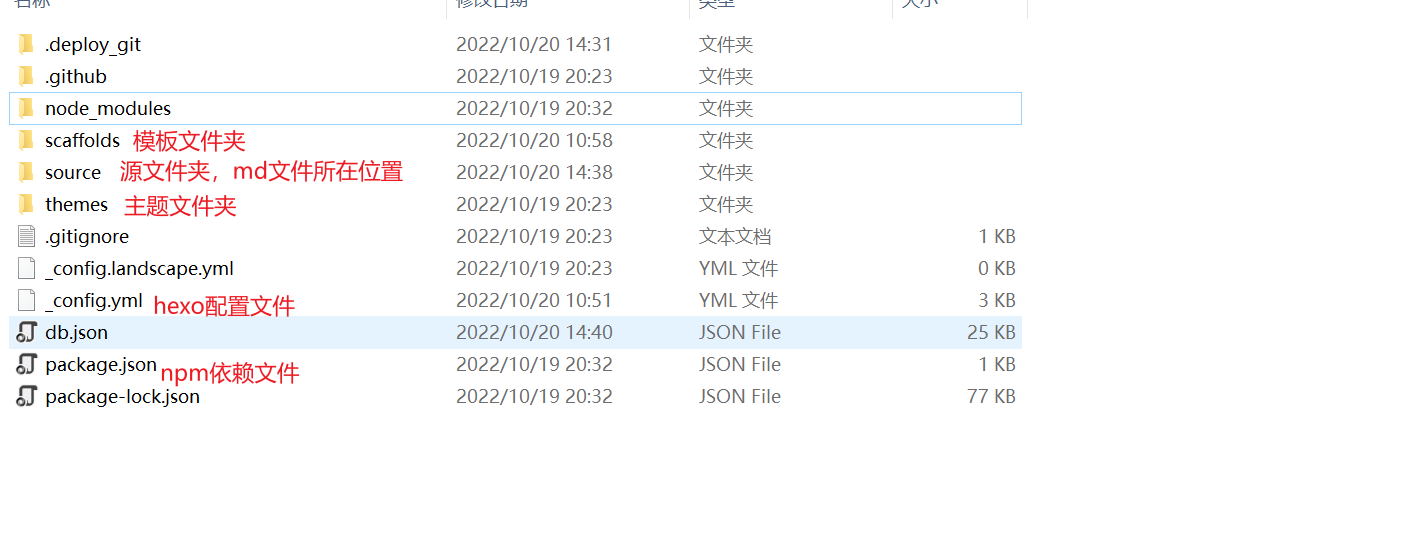 名称 修改日期 类型 大小
.deploy_git 2022/10/20 14:31 文件夹
.github 2022/10/19 20:23 文件夹
node_modules 2022/10/19 20:32 文件夹
scaffolds 模板文件夹 2022/10/20 10:58 文件夹
source 源文件夹，md文件所在位置 2022/10/20 14:38 文件夹
themes 主题文件夹 2022/10/19 20:23 文件夹
.gitignore 2022/10/19 20:23 文本文档 1 KB
_config.landscape.yml 2022/10/19 20:23 YML 文件 0 KB
_config.yml hexo配置文件 2022/10/20 10:51 YML 文件 3 KB
db.json 2022/10/20 14:40 JSON File 25 KB
package.json npm依赖文件 2022/10/19 20:32 JSON File 1 KB
package-lock.json 2022/10/19 20:32 JSON File 77 KB